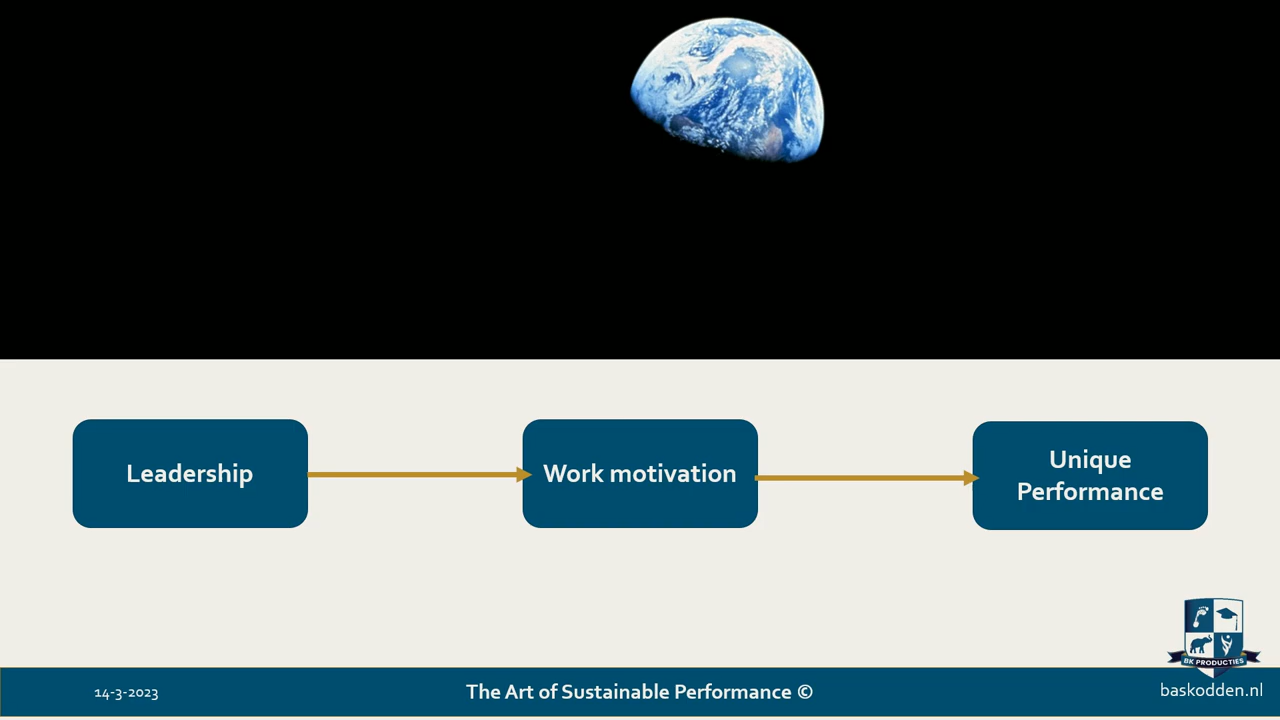 Leadership
Work motivation
Unique
Performance
BK PRODUCTIES
14-3-2023
The Art of Sustainable Performance ©
baskodden.nl